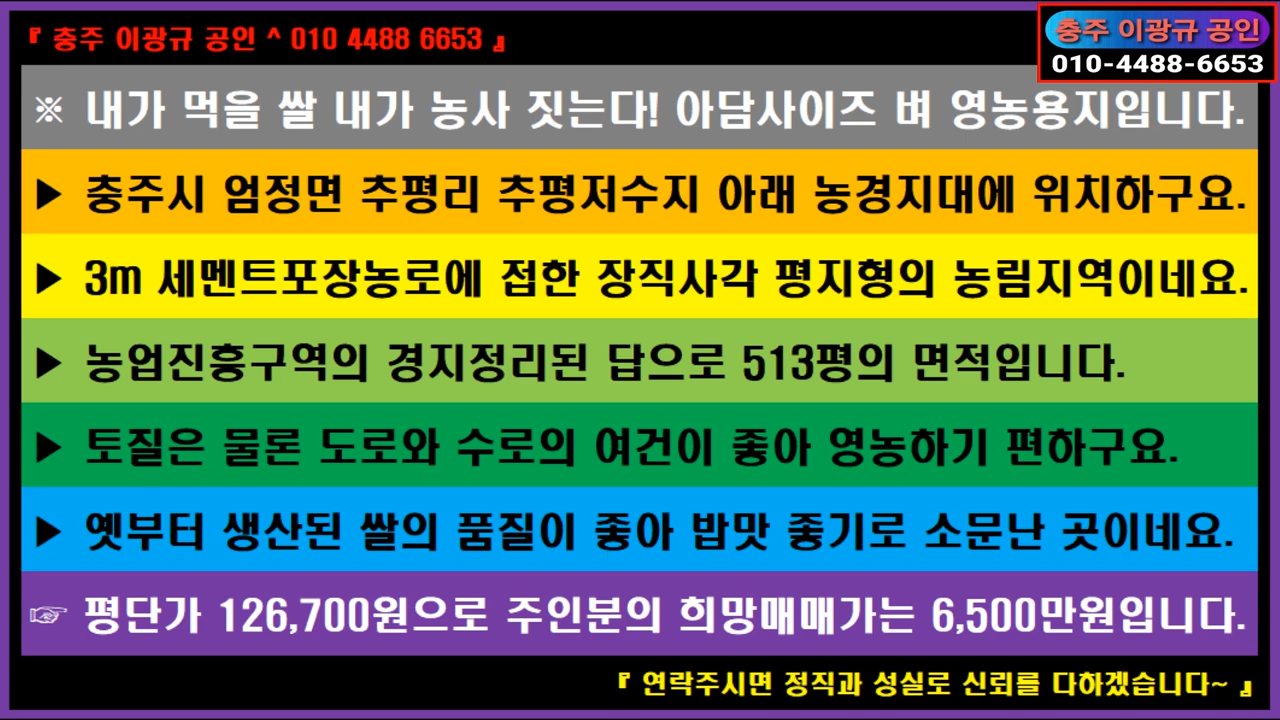 『 충주 이광규 공인 ^ 010 4488 6653 』
충주 이광규 공인
010-4488-6653
※ 내가 먹을 쌀 내가 농사 짓는다! 아담사이즈 벼 영농용지입니다.
▶ 충주시 엄정면 추평리 추평저수지 아래 농경지대에 위치하구요.
▶ 3m 세멘트포장농로에 접한 장직사각 평지형의 농림지역이네요.
▶ 농업진흥구역의 경지정리된 답으로 513평의 면적입니다.
▶ 토질은 물론 도로와 수로의 여건이 좋아 영농하기 편하구요.
▶ 옛부터 생산된 쌀의 품질이 좋아 밥맛 좋기로 소문난 곳이네요.
☞ 평단가 126,700원으로 주인분의 희망매매가는 6,500만원입니다.
『 연락주시면 정직과 성실로 신뢰를 다하겠습니다~ 』